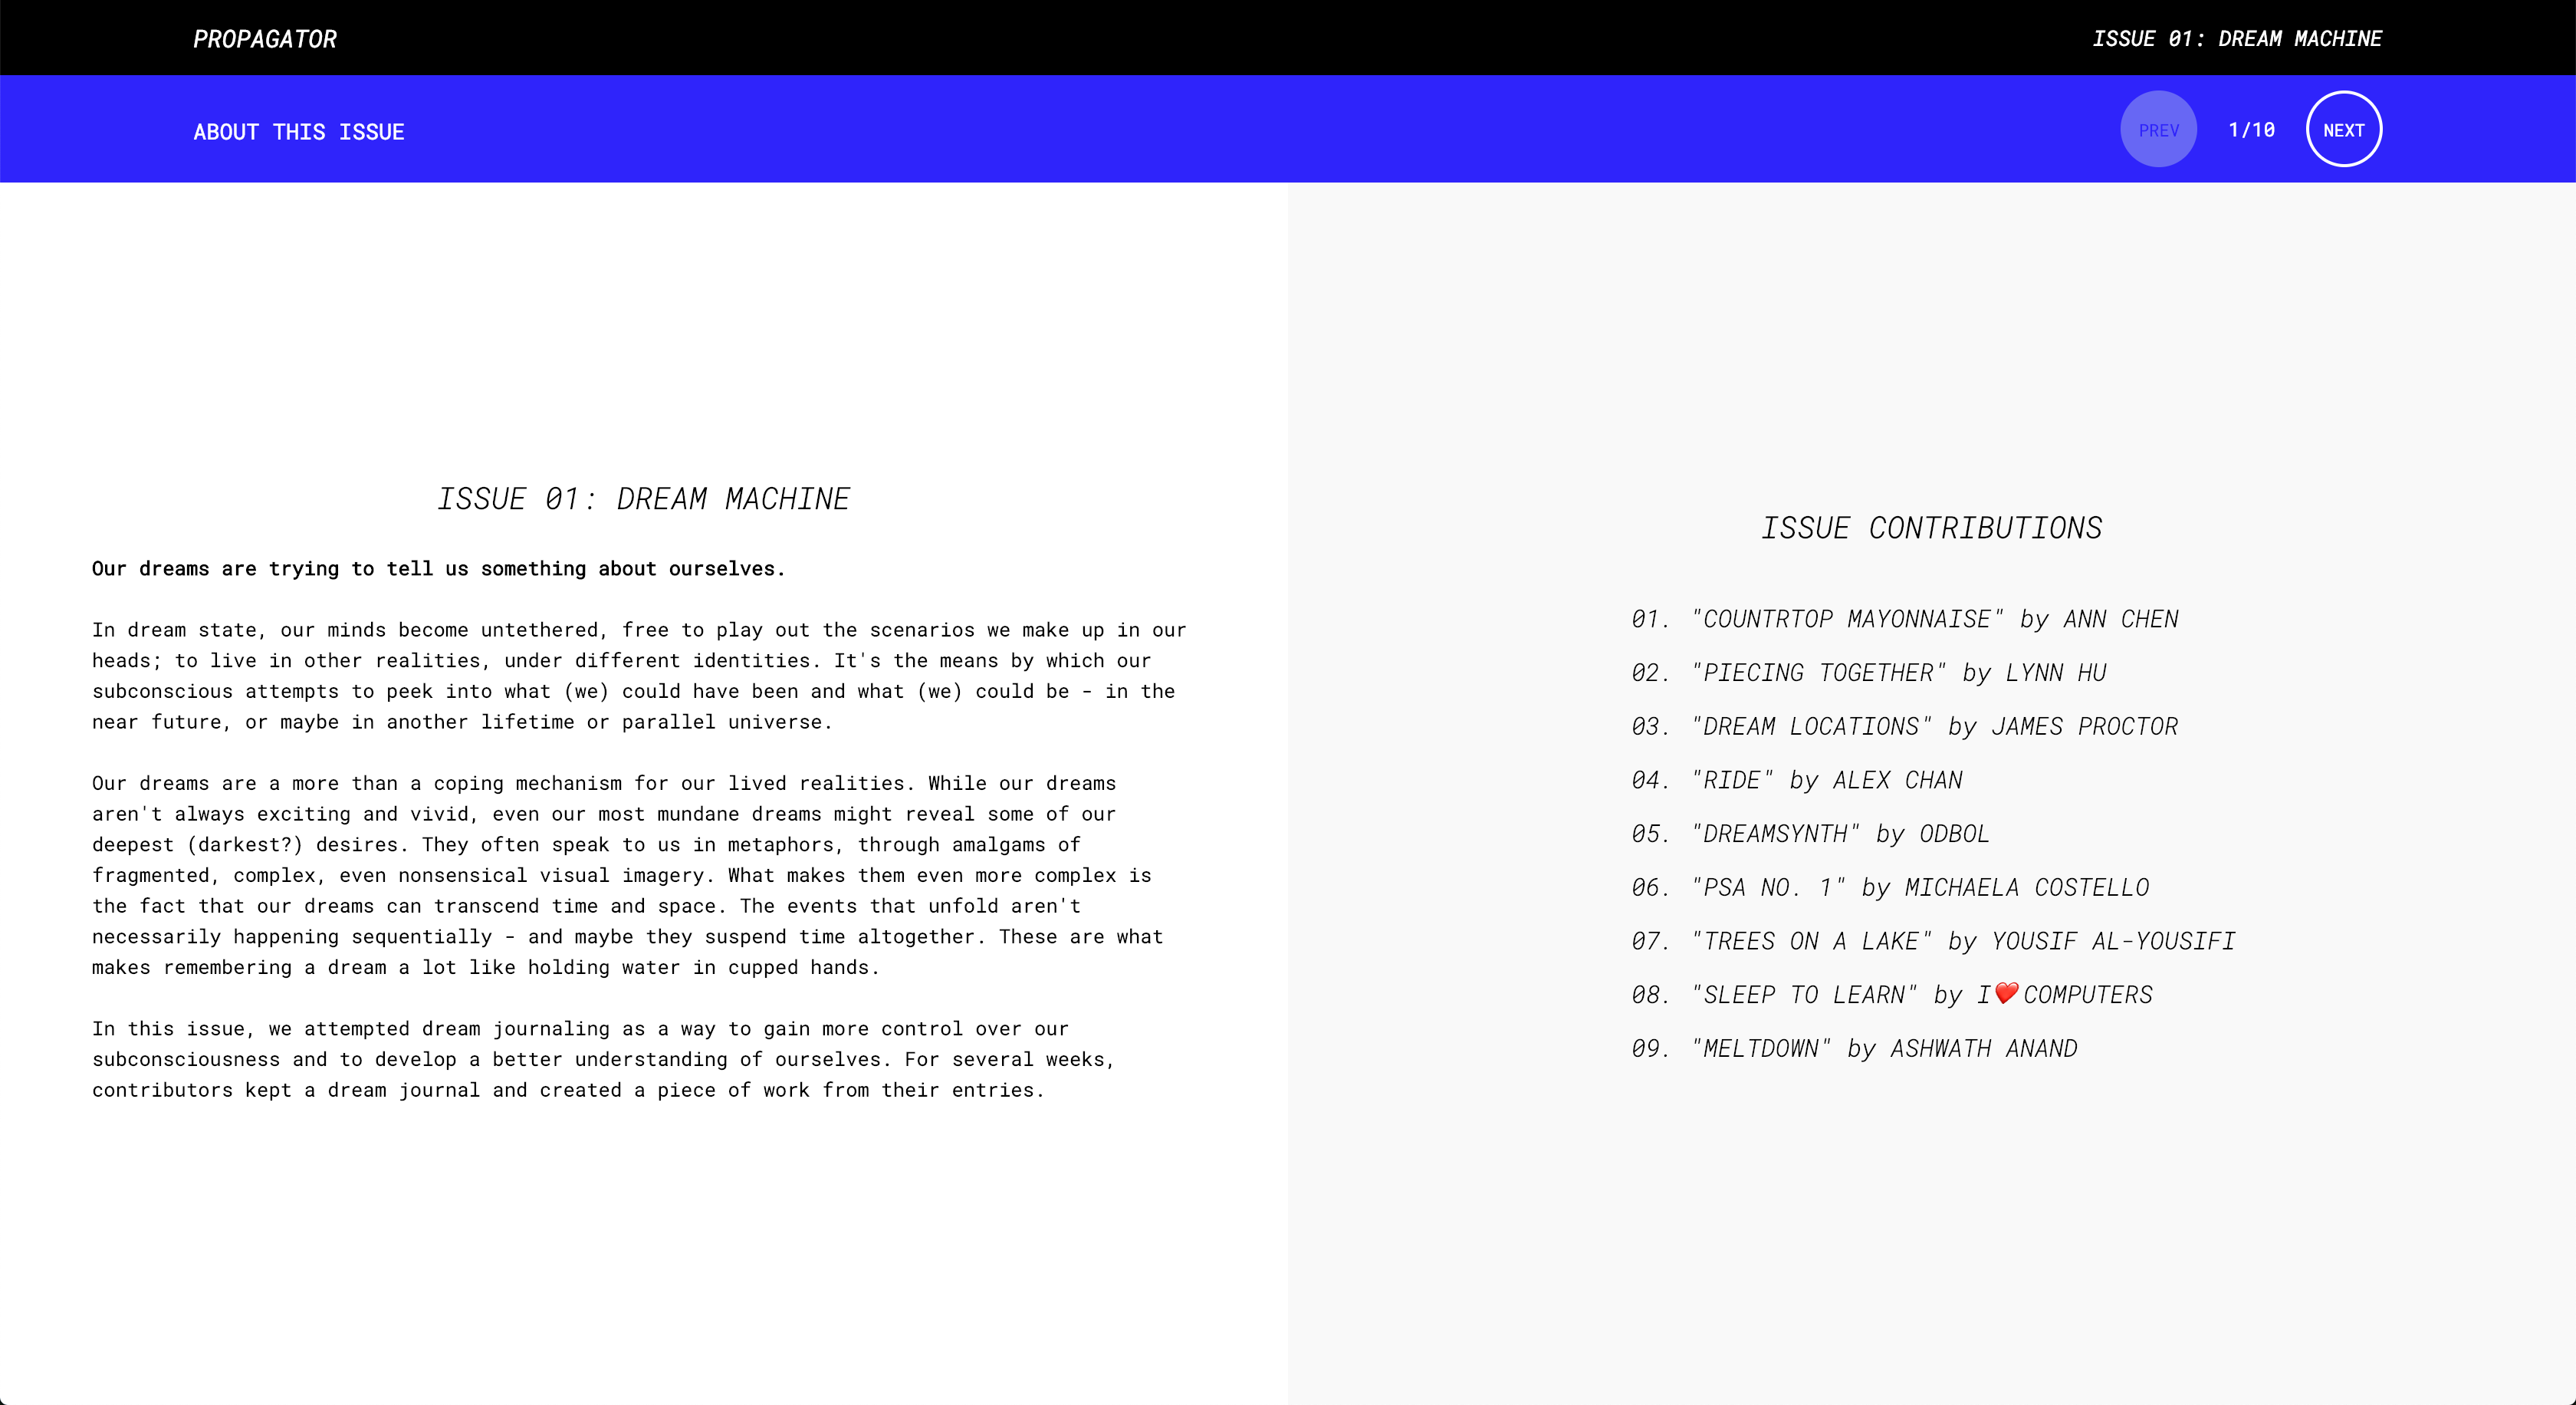 PROPAGATOR
ISSUE 01: DREAM MACHINE
ABOUT THIS ISSUE
PREV
1/10
NEXT
ISSUE 01: DREAM MACHINE
Our dreams are trying to tell us something about ourselves.
In dream state, our minds become untethered, free to play out the scenarios we make up in our
heads; to live in other realities, under different identities. It's the means by which our
subconscious attempts to peek into what (we) could have been and what (we) could be - in the
near future, or maybe in another lifetime or parallel universe.
Our dreams are a more than a coping mechanism for our lived realities. While our dreams
aren't always exciting and vivid, even our most mundane dreams might reveal some of our
deepest (darkest?) desires. They often speak to us in metaphors, through amalgams of
fragmented, complex, even nonsensical visual imagery. What makes them even more complex is
the fact that our dreams can transcend time and space. The events that unfold aren't
necessarily happening sequentially - and maybe they suspend time altogether. These are what
makes remembering a dream a lot like holding water in cupped hands.
In this issue, we attempted dream journaling as a way to gain more control over our
subconsciousness and to develop a better understanding of ourselves. For several weeks,
contributors kept a dream journal and created a piece of work from their entries.
ISSUE CONTRIBUTIONS
01. "COUNTRTOP MAYONNAISE" by ANN CHEN
02. "PIECING TOGETHER" by LYNN HU
03. "DREAM LOCATIONS" by JAMES PROCTOR
04. "RIDE" by ALEX CHAN
05. "DREAMSYNTH" by ODBOL
06. "PSA NO. 1" by MICHAELA COSTELLO
07. "TREES ON A LAKE" by YOUSIF AL-YOUSIFI
08. "SLEEP TO LEARN" by I❤️COMPUTERS
09. "MELTDOWN" by ASHWATH ANAND